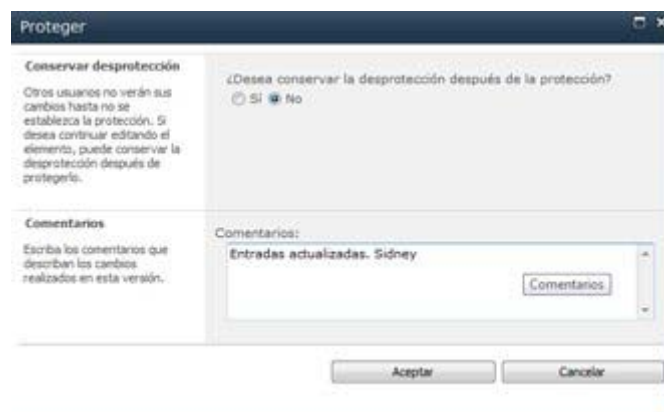 Proteger
Conservar desprotección
Otros usuarios no verán sus
cambios hasta no se
establezca la protección. Si
desea continuar editando el
elemento, puede conservar la
desprotección después de
protegerlo.
¿Desea conservar la desprotección después de la protección?
Sí No
Comentarios
Escriba los comentarios que
describan los cambios
realizados en esta versión.
Comentarios:
Entradas actualizadas. Sidney
Comentarios
Aceptar Cancelar